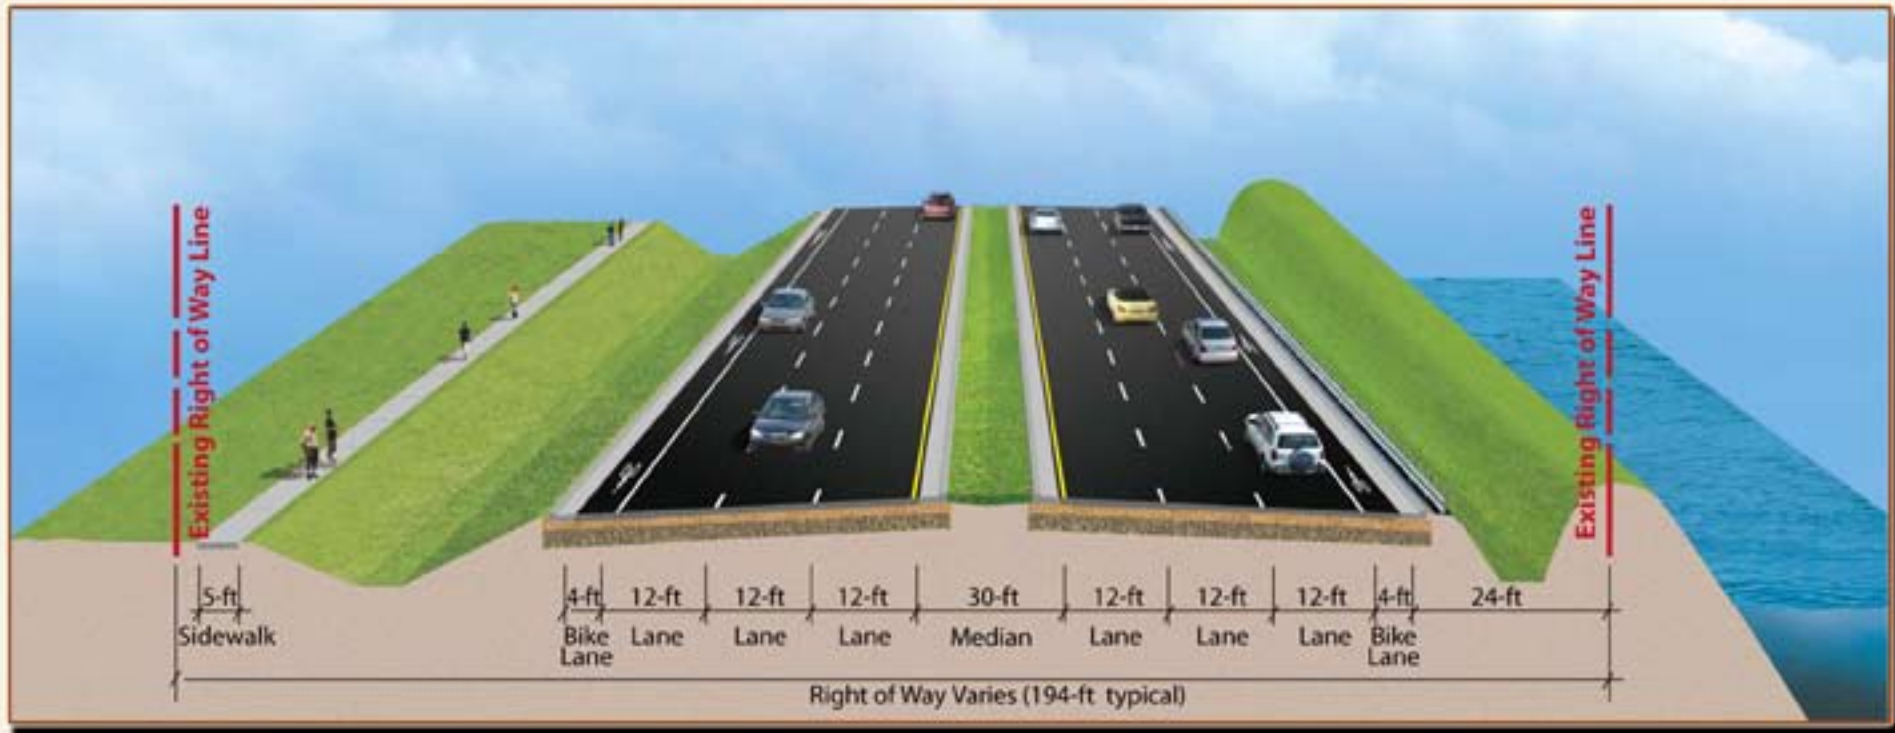 Existing Right of Way Line
Existing Right of Way Line
5-ft
4-ft
12-ft
12-ft
12-ft
30-ft
12-ft
12-ft
12-ft
4-ft
24-ft
Sidewalk
Bike
Lane
Lane
Lane
Lane
Median
Lane
Lane
Lane
Bike
Lane
Right of Way Varies (194-ft typical)